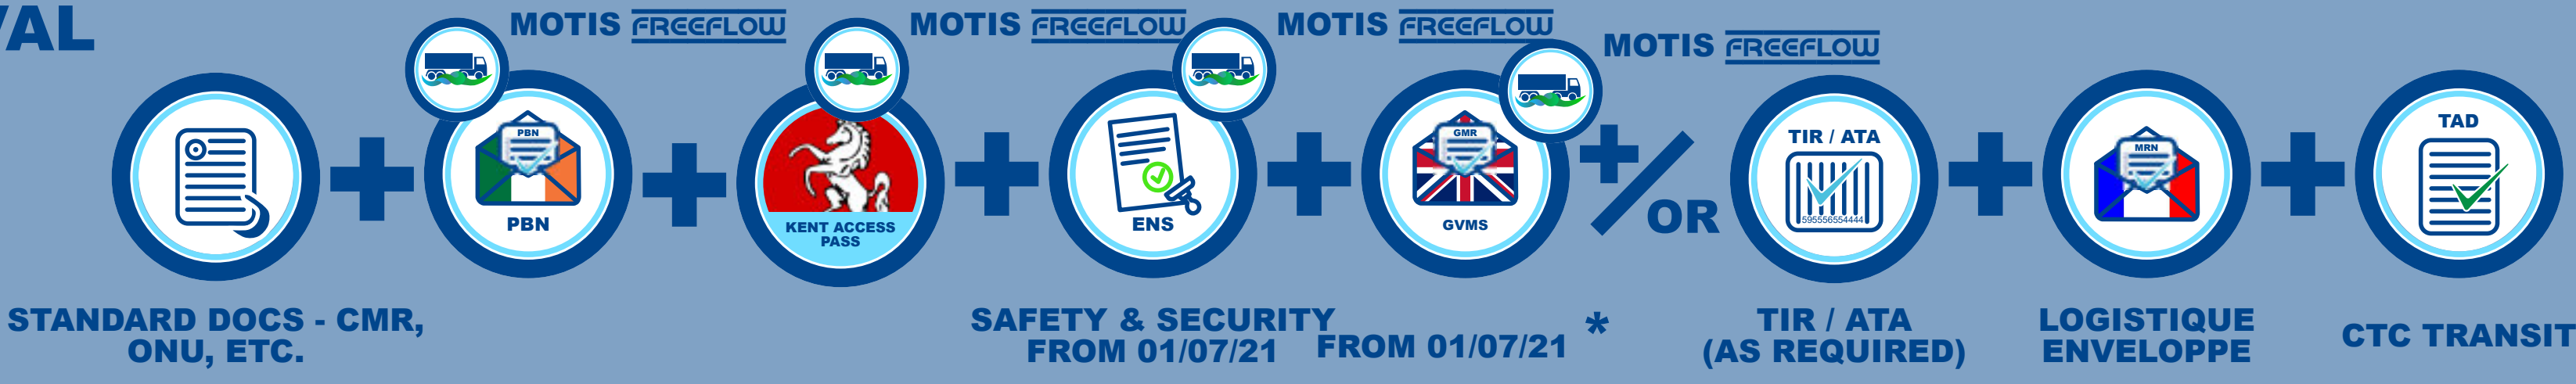 VAL
MOTIS FREEFLOW
MOTIS FREEFLOW
MOTIS FREEFLOW
MOTIS FREEFLOW
PBN
PBN
KENT ACCESS
PASS
ENS
GMR
GVMS
+/OR
TIR / ATA
595556554444
MRN
TAD
STANDARD DOCS - CMR,
ONU, ETC.
SAFETY & SECURITY
FROM 01/07/21
FROM 01/07/21 *
TIR / ATA
(AS REQUIRED)
LOGISTIQUE
ENVELOPPE
CTC TRANSIT